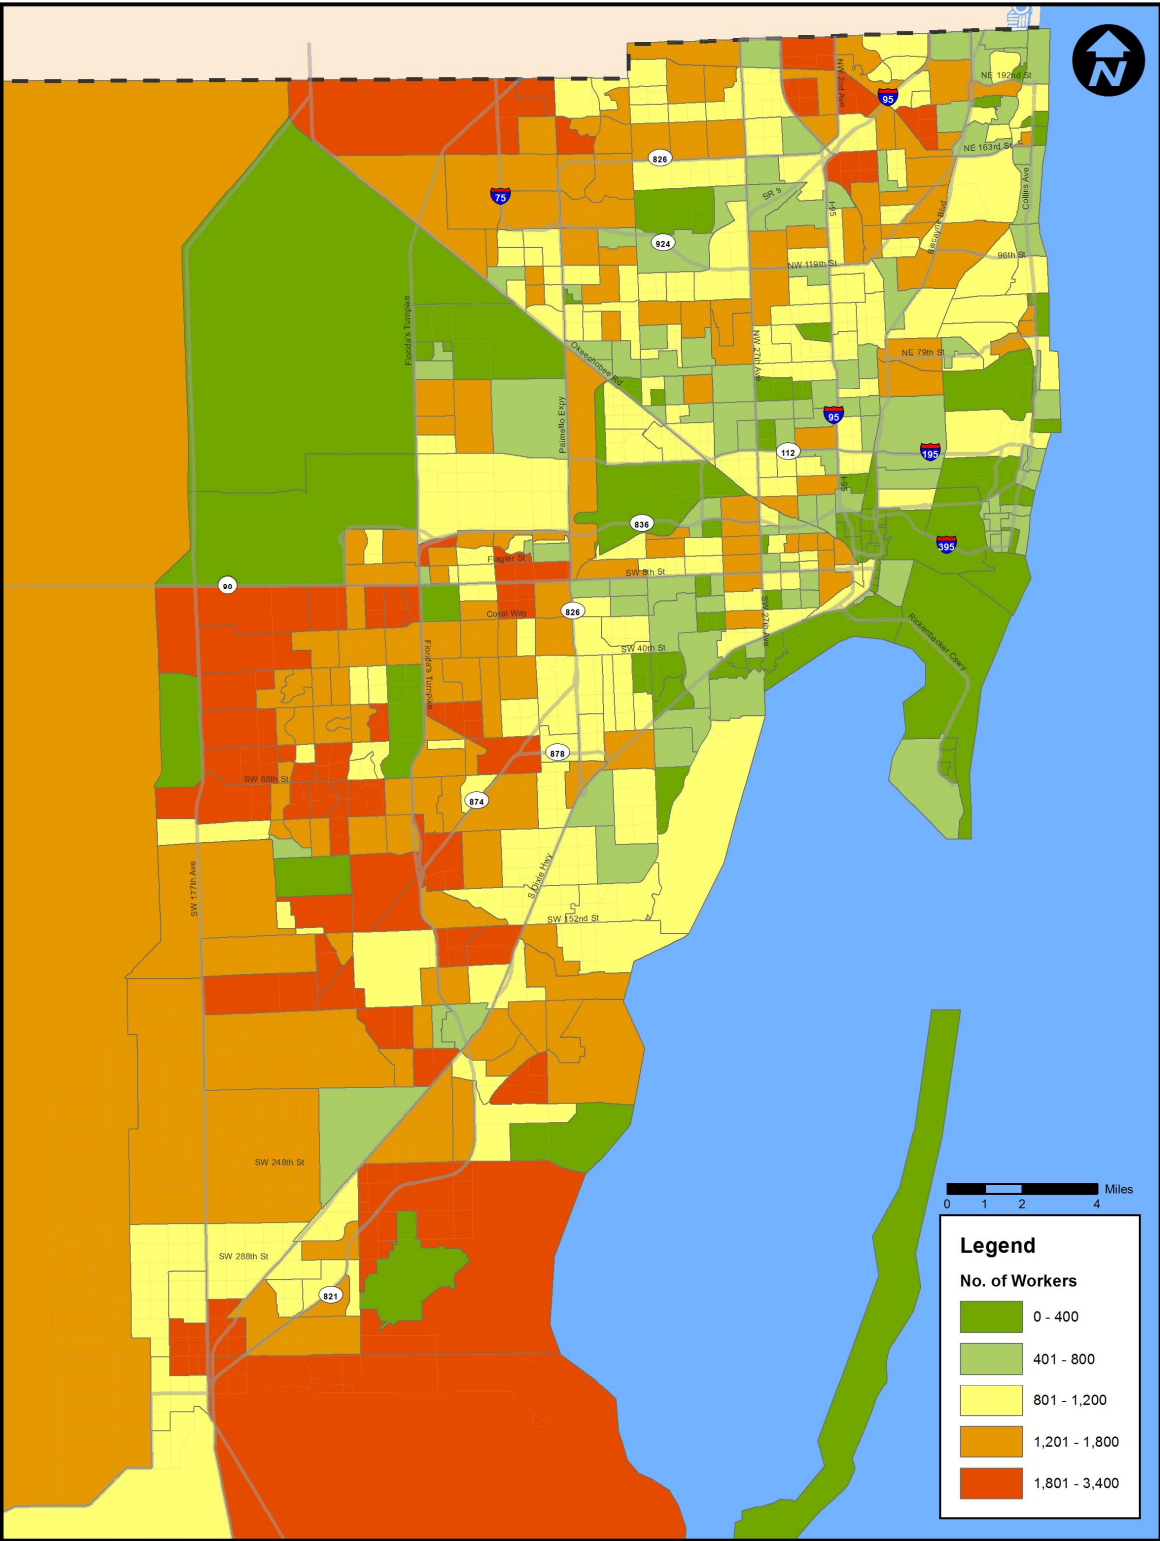 N
NE 192nd St
NW 2nd Ave
95
NE 163rd St
826
75
SR 9
Collins Ave
I-95
924
Biscayne Blvd
NW 119th St
96th St
Florida's Turnpike
Okeechobee Rd
NW 27th Ave
NE 79th St
Palmetto Expy
95
112
195
I-95
836
395
Flagler St
SW 8th St
90
Coral Way
826
SW 27th Ave
SW 40th St
Rickenbacker Cswy
Florida's Turnpike
878
SW 88th St
874
SW 177th Ave
S Dixie Hwy
SW 152nd St
SW 248th St
SW 288th St
821
Miles
0 1 2 4
Legend
No. of Workers
0 - 400
401 - 800
801 - 1,200
1,201 - 1,800
1,801 - 3,400